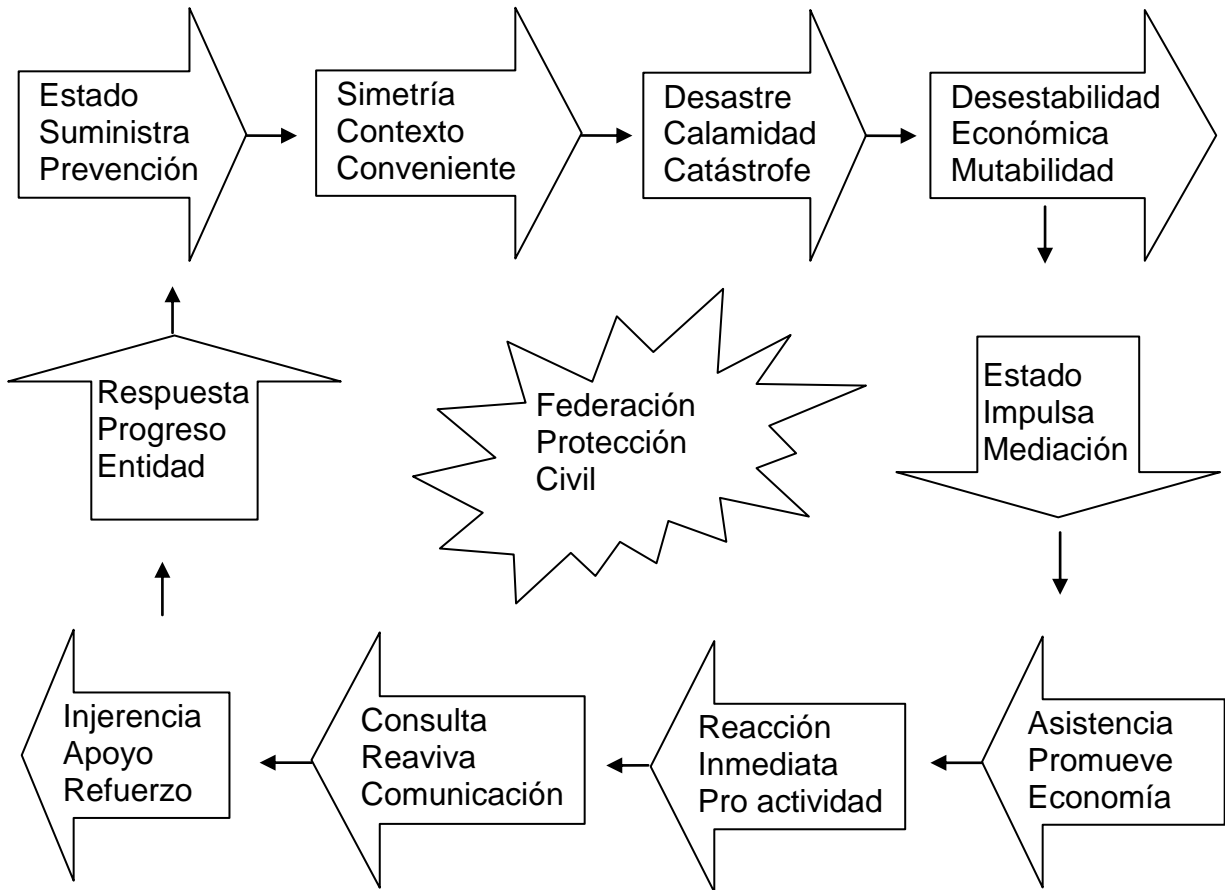 Estado
Suministra
Prevención
Simetría
Contexto
Conveniente
Desastre
Calamidad
Catástrofe
Desestabilidad
Económica
Mutabilidad
Estado
Impulsa
Mediación
Asistencia
Promueve
Economía
Reacción
Inmediata
Pro actividad
Consulta
Reaviva
Comunicación
Injerencia
Apoyo
Refuerzo
Respuesta
Progreso
Entidad
Federación
Protección
Civil